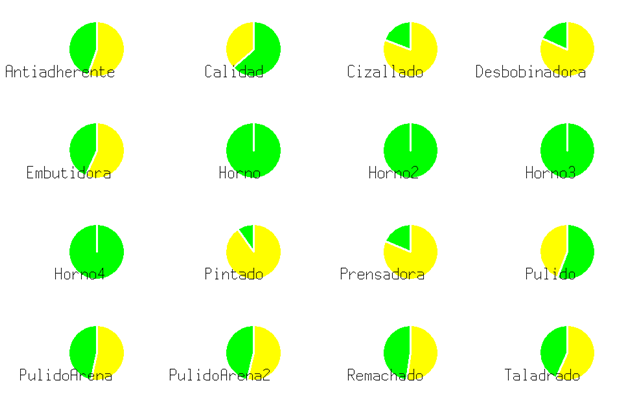 Antiadherente Calidad Cizallado Desbobinadora
Embutidora Horno Horno2 Horno3
Horno4 Pintado Prensadora Pulido
PulidoArena PulidoArena2 Remachado Taladrado